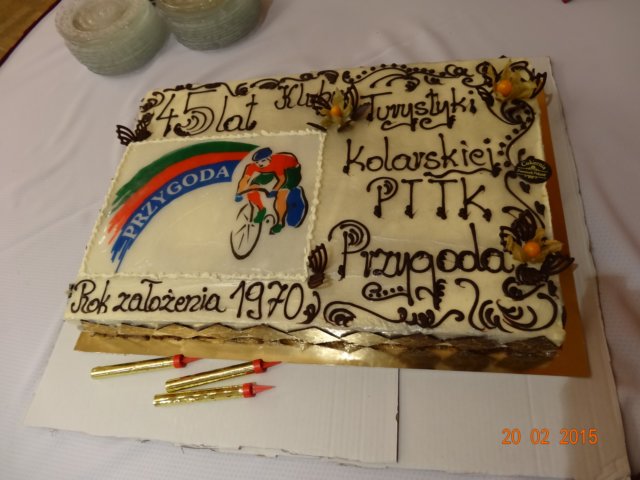 45 lat Klubu
Turystyki
Kolarskiej
PTTK
Przygoda
PRZYGODA
Rok założenia 1970
20 02 2015